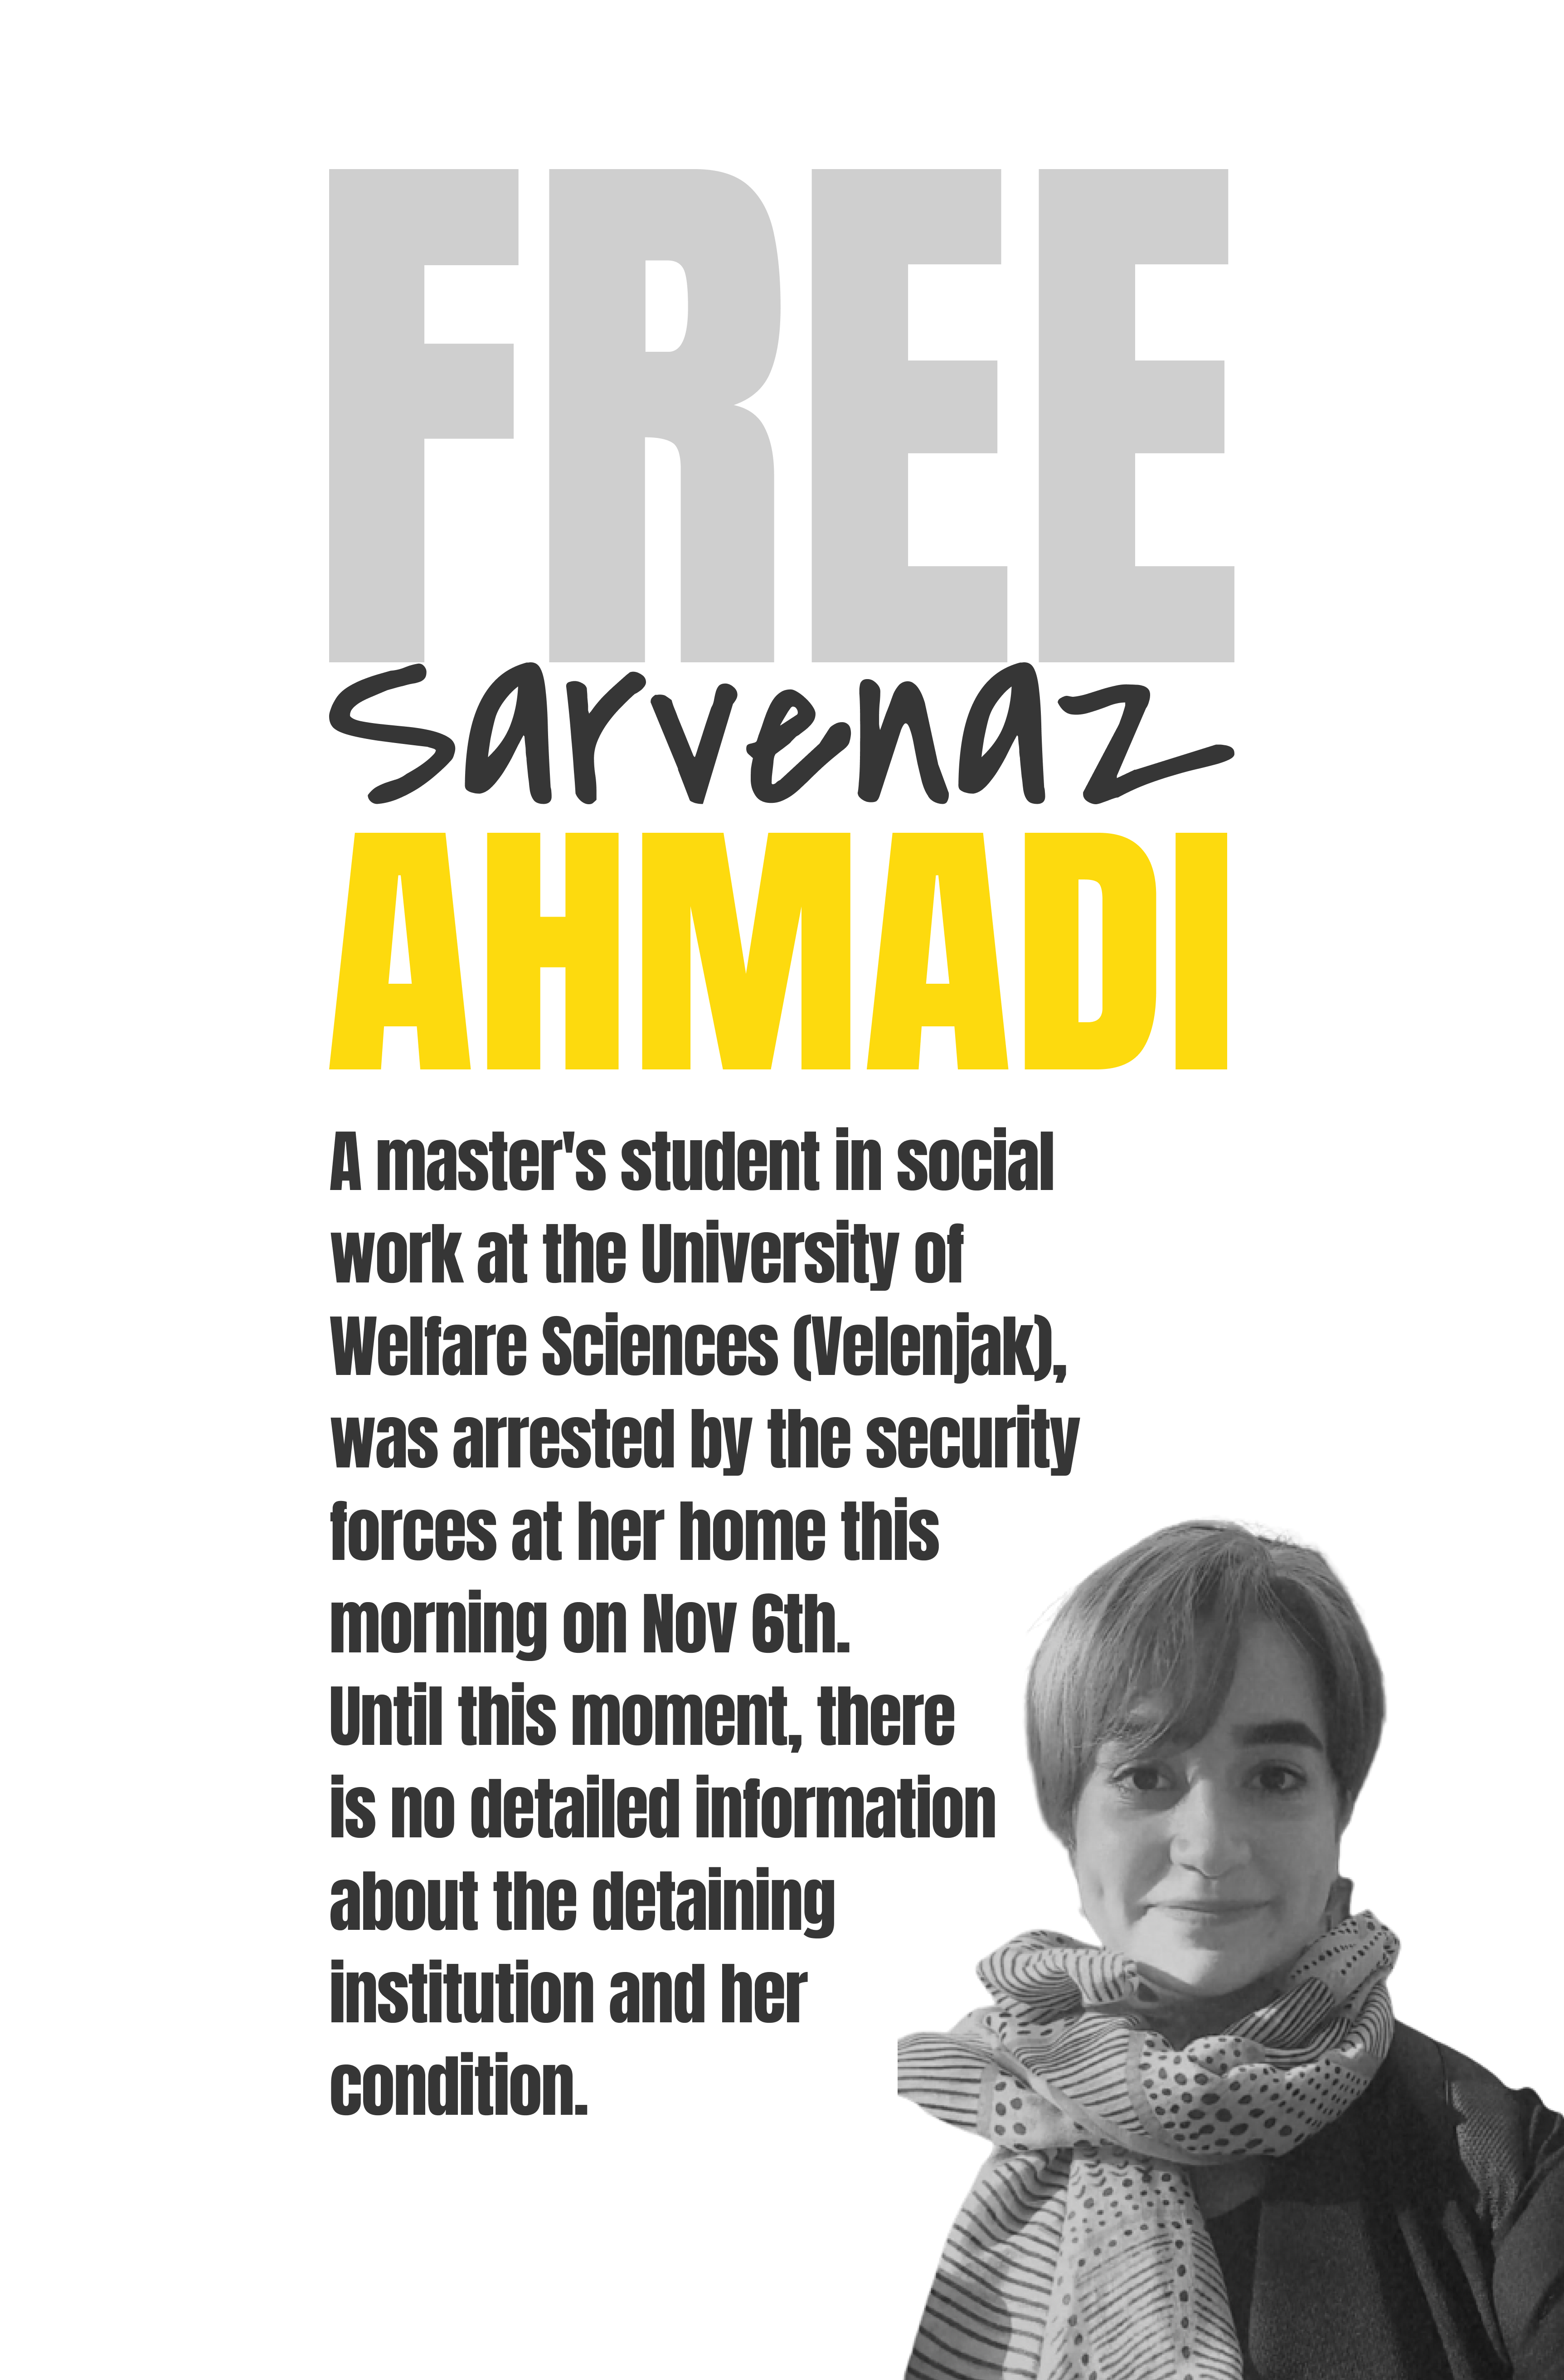 FREE
sarvenaz
AHMADI
A master's student in social
work at the University of
Welfare Sciences (Velenjak),
was arrested by the security
forces at her home this
morning on Nov 6th.
Until this moment, there
is no detailed information
about the detaining
institution and her
condition.